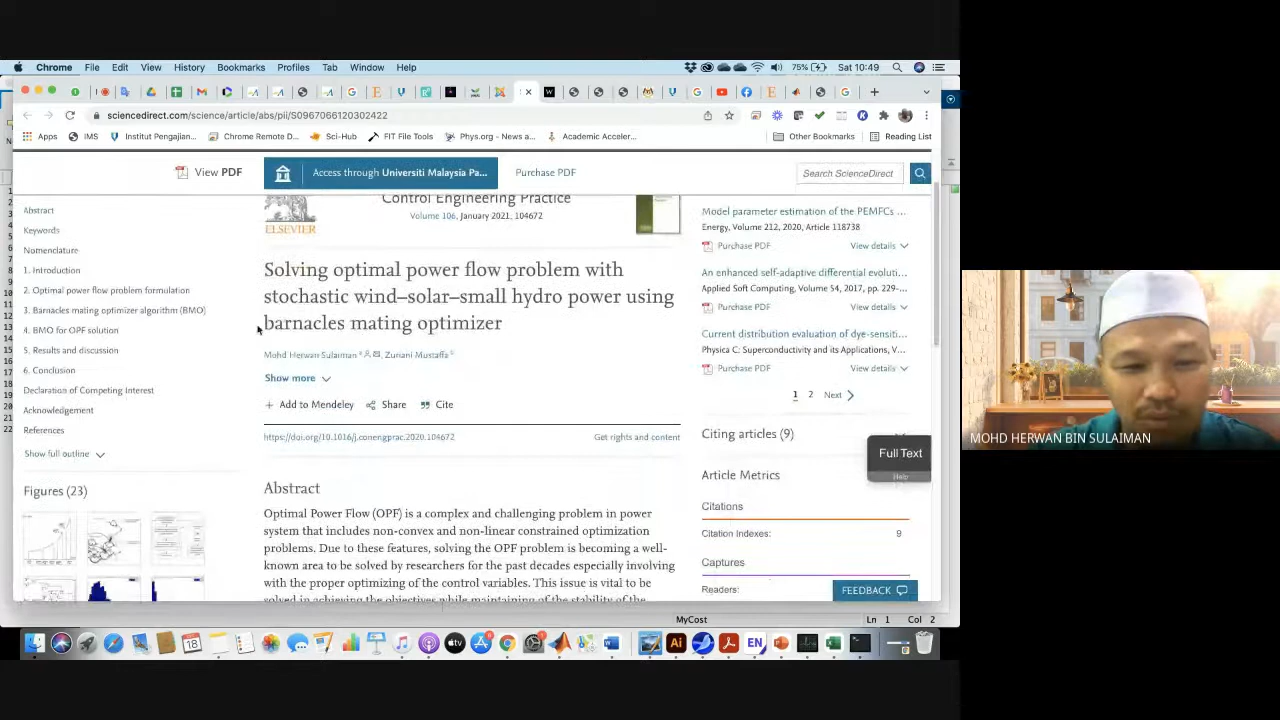 Chrome File Edit View History Bookmarks Profiles Tab Window Help
75% Sat 10:49
sciencedirect.com/science/article/abs/pii/S0967066120302422
Apps IMS Institut Pengajian... Chrome Remote D... Sci-Hub FIT File Tools Phys.org - News a... Academic Acceler... Other Bookmarks Reading List
View PDF
Access through Universiti Malaysia Pa...
Purchase PDF
Search ScienceDirect
Abstract
Keywords
Nomenclature
1. Introduction
2. Optimal power flow problem formulation
3. Barnacles mating optimizer algorithm (BMO)
4. BMO for OPF solution
5. Results and discussion
6. Conclusion
Declaration of Competing Interest
Acknowledgement
References
Show full outline
Figures (23)
ELSEVIER
Control Engineering Practice
Volume 106, January 2021, 104672
Solving optimal power flow problem with
stochastic wind–solar–small hydro power using
barnacles mating optimizer
Mohd Herwan Sulaiman, Zuriani Mustaffa
Show more
Add to Mendeley Share Cite
https://doi.org/10.1016/j.conengprac.2020.104672
Get rights and content
Abstract
Optimal Power Flow (OPF) is a complex and challenging problem in power
system that includes non-convex and non-linear constrained optimization
problems. Due to these features, solving the OPF problem is becoming a well-
known area to be solved by researchers for the past decades especially involving
with the proper optimizing of the control variables. This issue is vital to be
solved in achieving the objectives while maintaining of the stability of the
Model parameter estimation of the PEMFCs ...
Energy, Volume 212, 2020, Article 118738
Purchase PDF View details
An enhanced self-adaptive differential evoluti...
Applied Soft Computing, Volume 54, 2017, pp. 229-...
Purchase PDF View details
Current distribution evaluation of dye-sensiti...
Physica C: Superconductivity and its Applications, V...
Purchase PDF View details
1 2 Next
Citing articles (9)
Full Text
Help
Article Metrics
Citations
Citation Indexes: 9
Captures
Readers:
FEEDBACK
MyCost
Ln 1 Col 2
MOHD HERWAN BIN SULAIMAN